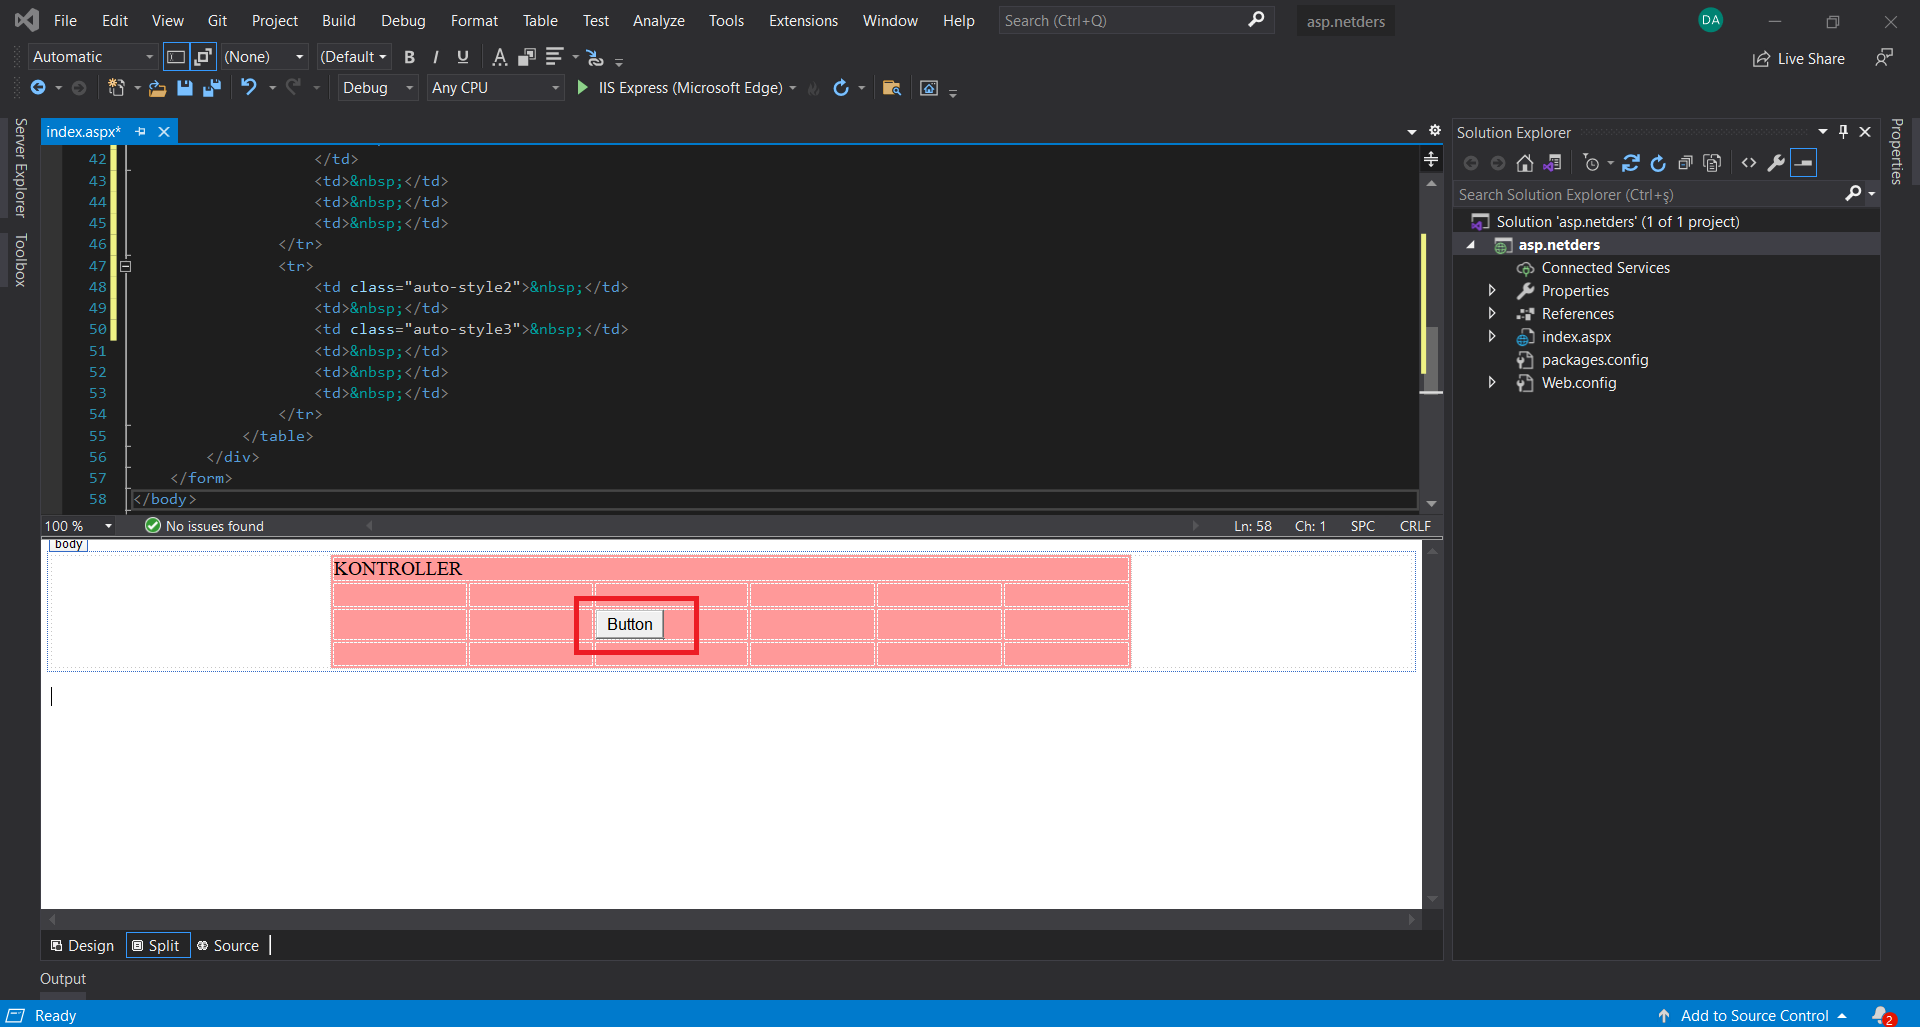 File Edit View Git Project Build Debug Format Table Test Analyze Tools Extensions Window Help Search (Ctrl+Q) asp.netders DA
Automatic (None) (Default B I U A Live Share
Debug Any CPU IIS Express (Microsoft Edge)
Server Explorer
Toolbox
index.aspx*
42 </td>
43 <td>&nbsp;</td>
44 <td>&nbsp;</td>
45 <td>&nbsp;</td>
46 </tr>
47 <tr>
48 <td class="auto-style2">&nbsp;</td>
49 <td>&nbsp;</td>
50 <td class="auto-style3">&nbsp;</td>
51 <td>&nbsp;</td>
52 <td>&nbsp;</td>
53 <td>&nbsp;</td>
54 </tr>
55 </table>
56 </div>
57 </form>
58 </body>
100 % No issues found Ln: 58 Ch: 1 SPC CRLF
body
KONTROLLER
Button
Design Split Source
Output
Solution Explorer
Search Solution Explorer (Ctrl+ş)
Solution 'asp.netders' (1 of 1 project)
asp.netders
Connected Services
Properties
References
index.aspx
packages.config
Web.config
Properties
Ready Add to Source Control 2